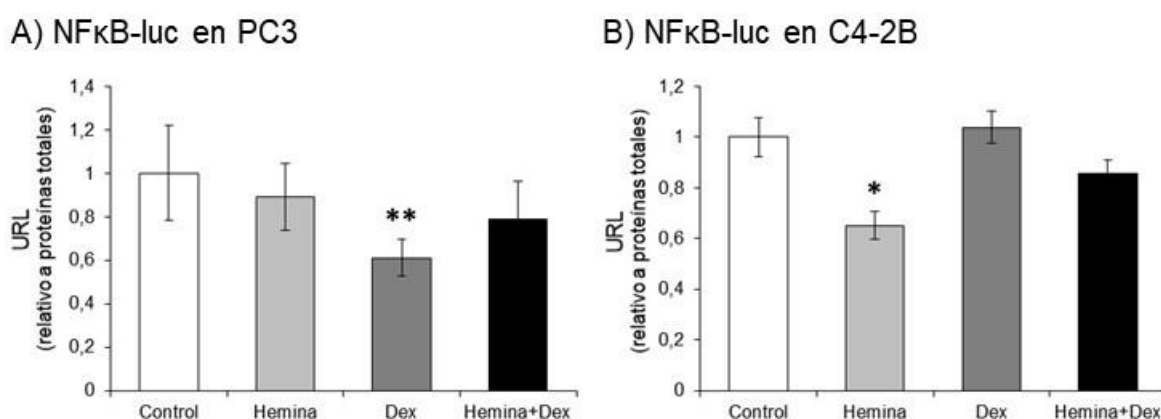 A) NFκB-luc en PC3
URL
(relativo a proteínas totales)
1,4
1,2
1
0,8
0,6
0,4
0,2
0
**
Control
Hemina
Dex
Hemina+Dex
B) NFκB-luc en C4-2B
URL
(relativo a proteínas totales)
1,2
1
0,8
0,6
0,4
0,2
0
*
Control
Hemina
Dex
Hemina+Dex